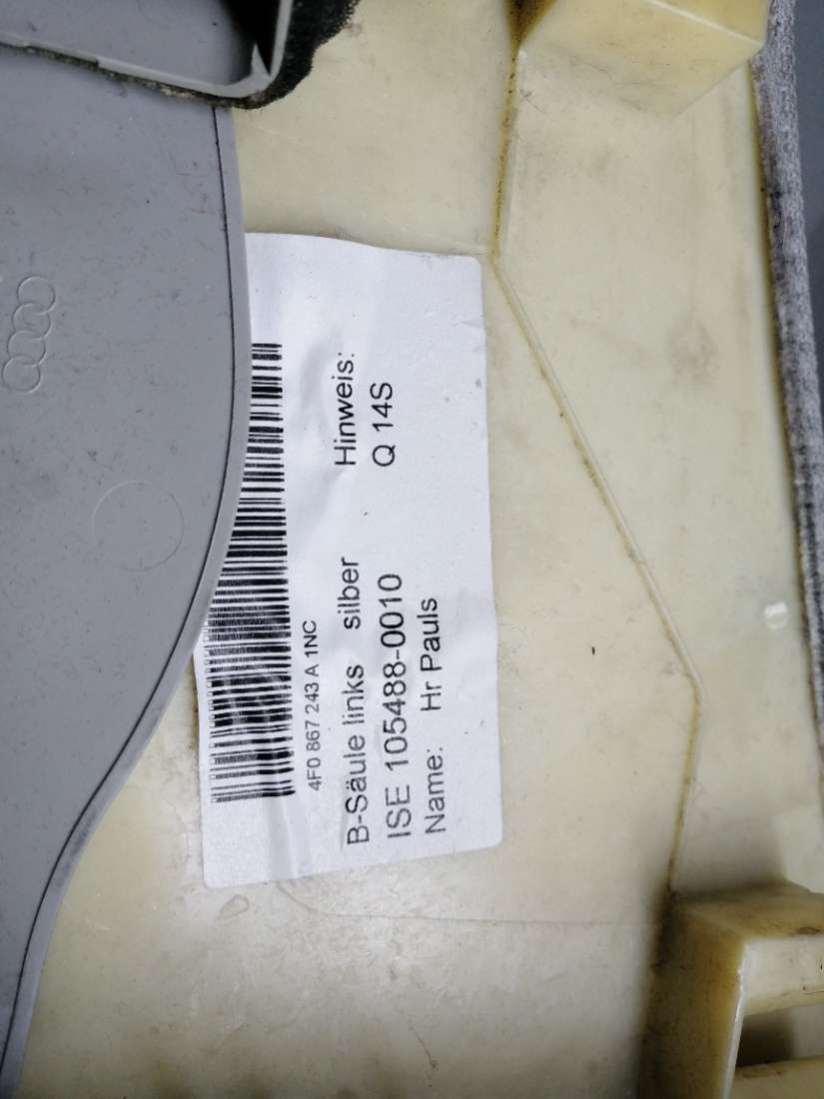 4F0 867 243 A 1NC
B-Säule links silber Hinweis:
ISE 105488-0010 Q 14S
Name: Hr Pauls